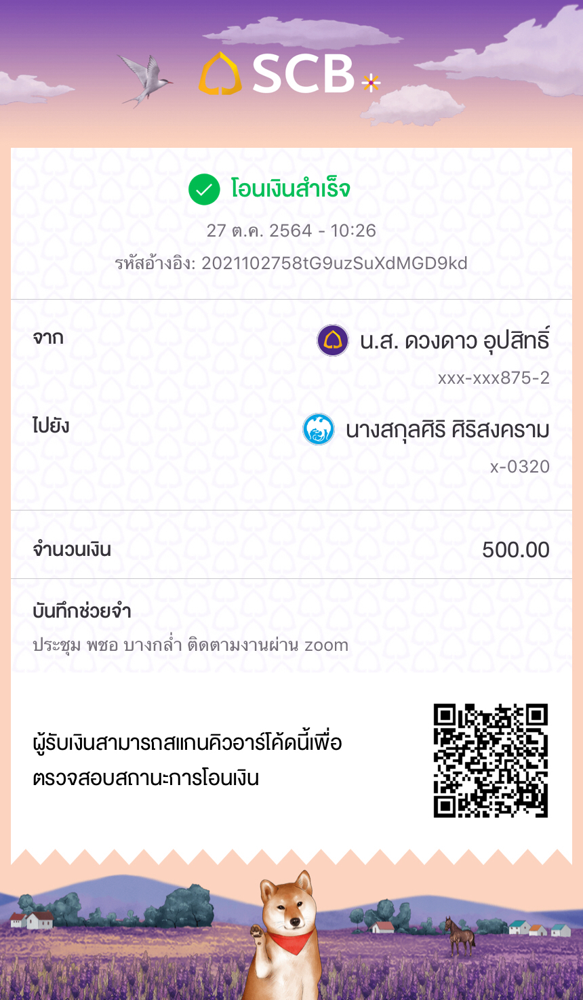 SCB
โอนเงินสำเร็จ
27 ต.ค. 2564 - 10:26
รหัสอ้างอิง: 2021102758tG9uzSuXdMGD9kd
จาก
น.ส. ดวงดาว อุปสิทธิ์
xxx-xxx875-2
ไปยัง
นางสกุลศิริ ศิริสงคราม
x-0320
จำนวนเงิน
500.00
บันทึกช่วยจำ
ประชุม พชอ บางกล่ำ ติดตามงานผ่าน zoom
ผู้รับเงินสามารถสแกนคิวอาร์โค้ดนี้เพื่อ
ตรวจสอบสถานะการโอนเงิน